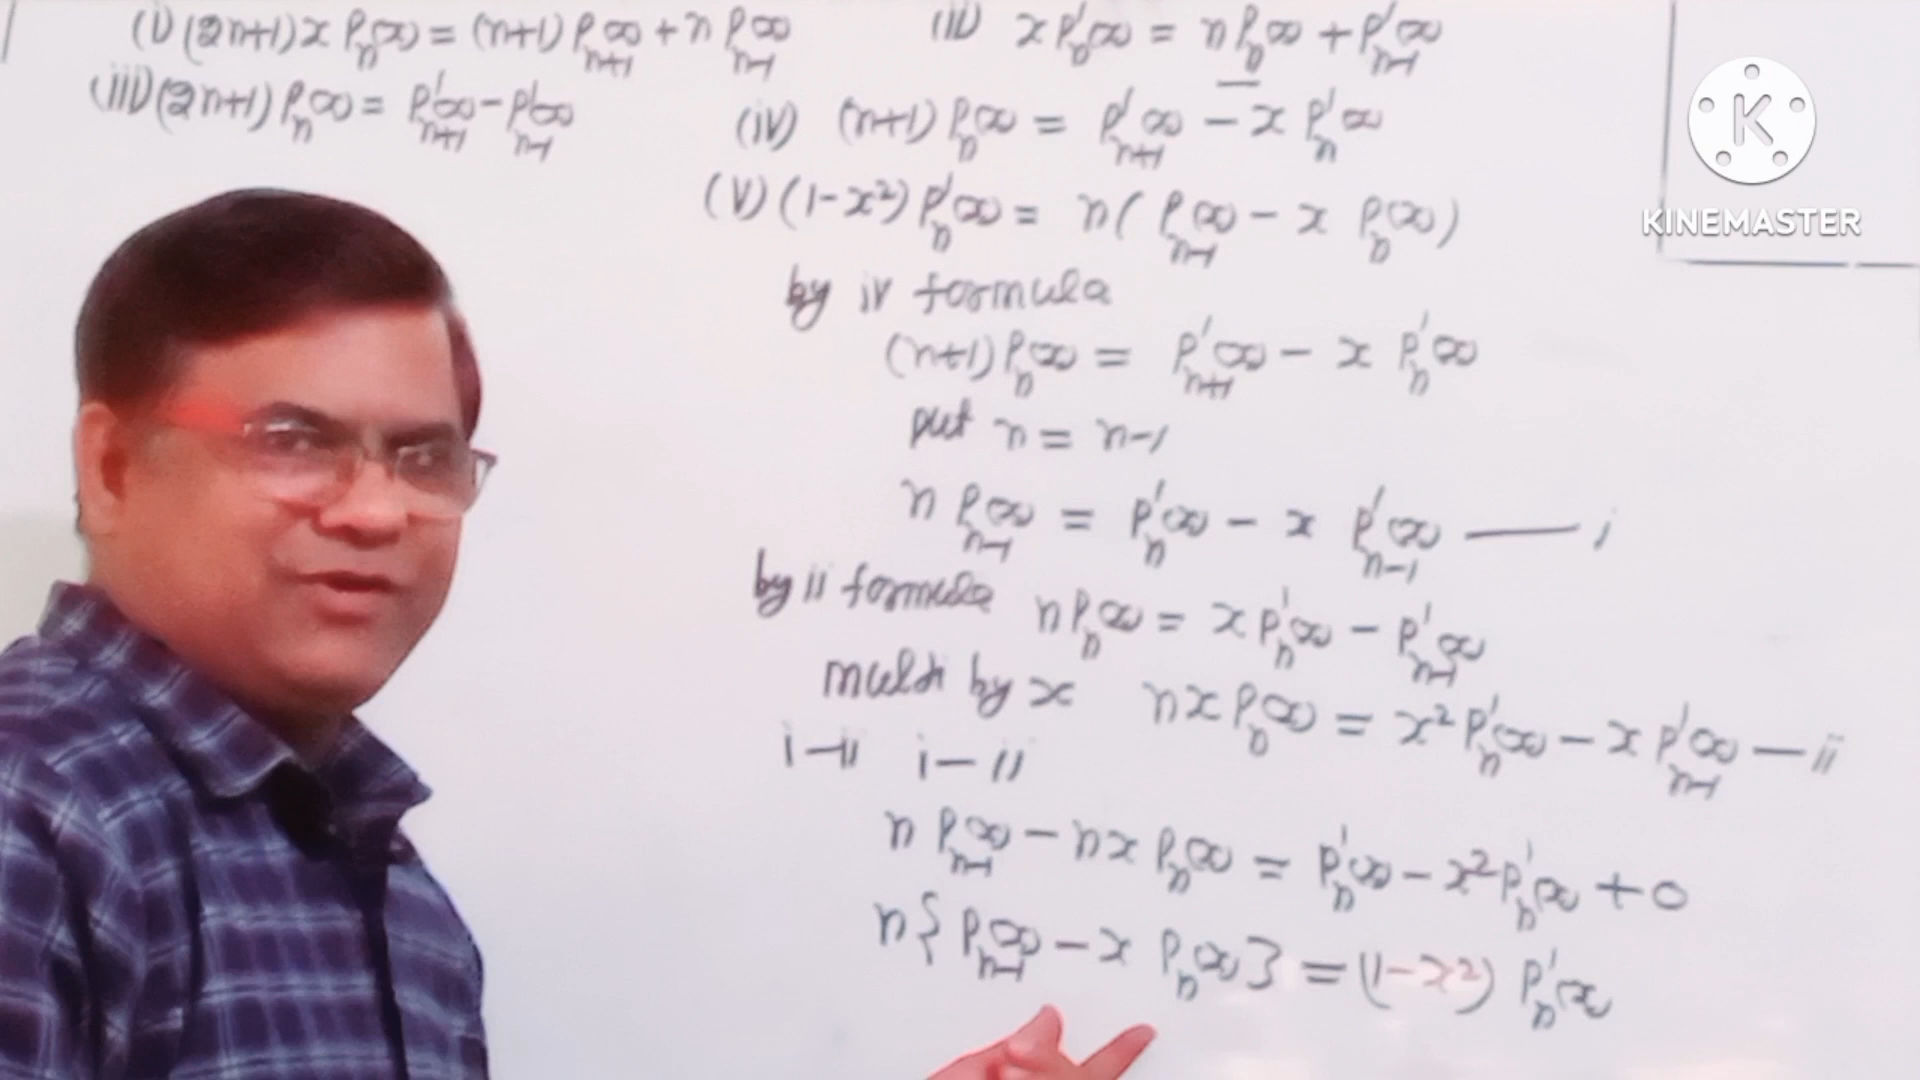 (i) (2n+1) x Pₙ(x) = (n+1) Pₙ₊₁(x) + n Pₙ₋₁(x)
(ii) x P'ₙ(x) = n Pₙ(x) + P'ₙ₋₁(x)
(iii) (2n+1) Pₙ(x) = P'ₙ₊₁(x) - P'ₙ₋₁(x)
(iv) (n+1) Pₙ(x) = P'ₙ₊₁(x) - x P'ₙ(x)
(v) (1-x²) P'ₙ(x) = n( Pₙ₋₁(x) - x Pₙ(x) )
by iv formula
(n+1) Pₙ(x) = P'ₙ₊₁(x) - x P'ₙ(x)
put n = n-1
n Pₙ₋₁(x) = P'ₙ(x) - x P'ₙ₋₁(x) — i
by ii formula n Pₙ(x) = x P'ₙ(x) - P'ₙ₋₁(x)
multi by x n x Pₙ(x) = x² P'ₙ(x) - x P'ₙ₋₁(x) — ii
i - ii i - ii
n Pₙ₋₁(x) - n x Pₙ(x) = P'ₙ(x) - x² P'ₙ(x) + 0
n{ Pₙ₋₁(x) - x Pₙ(x) } = (1-x²) P'ₙ(x)
K
KINEMASTER